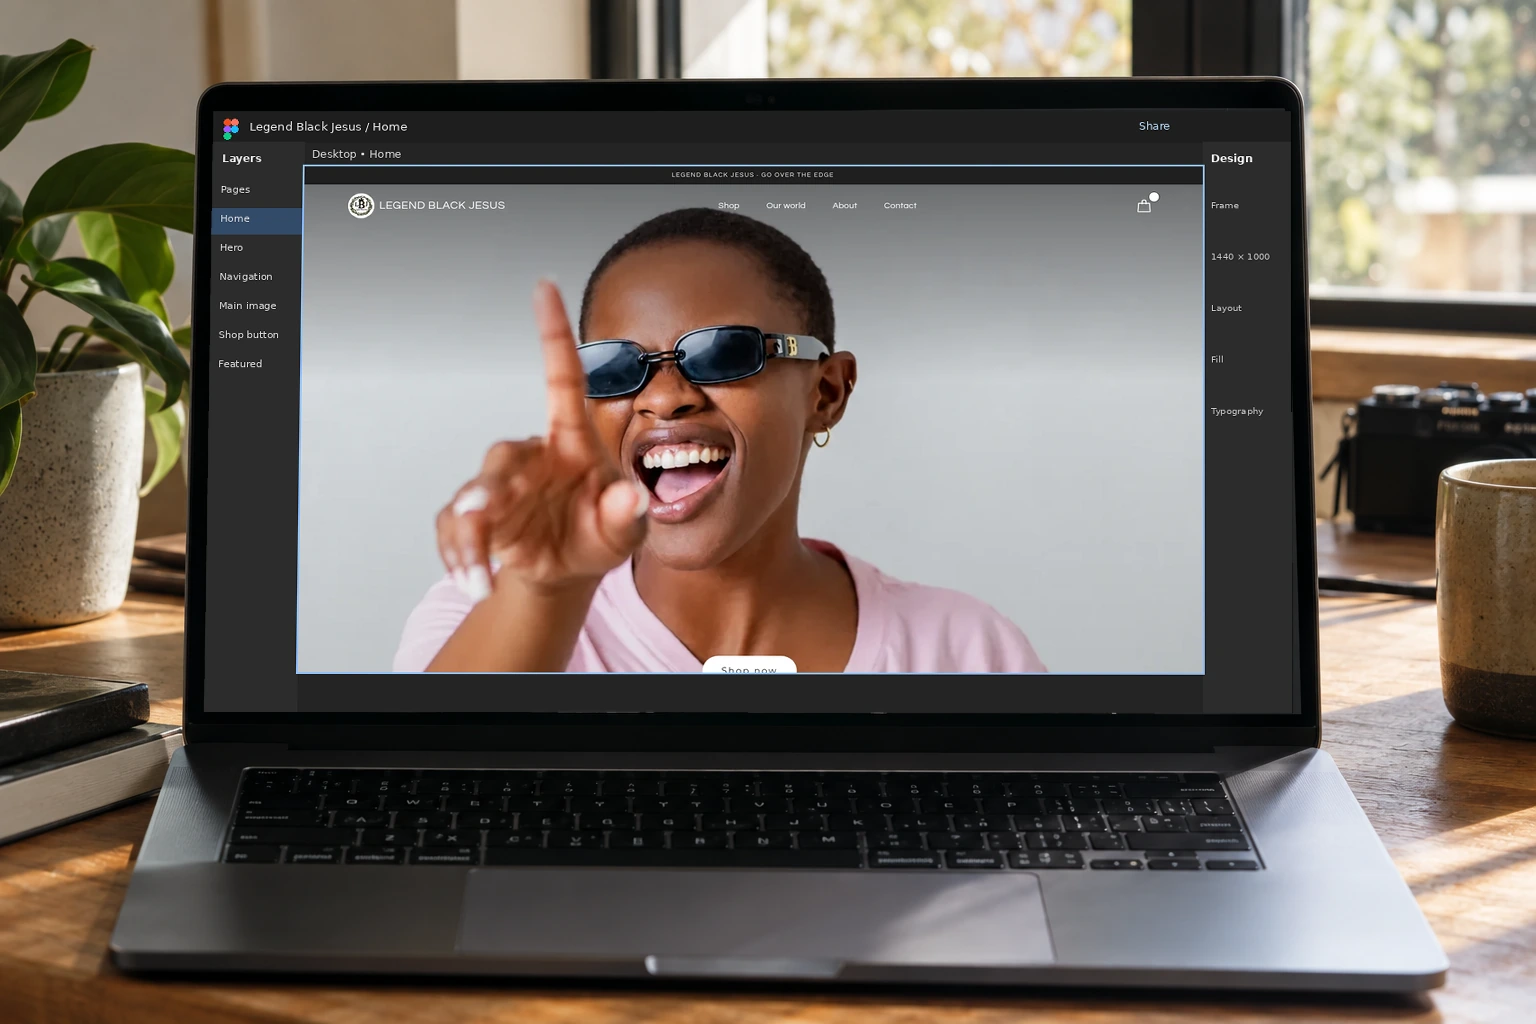 Legend Black Jesus / Home
Share
Layers
Desktop • Home
Design
Pages
Home
Hero
Navigation
Main image
Shop button
Featured
LEGEND BLACK JESUS - GO OVER THE EDGE
LEGEND BLACK JESUS
Shop
Our world
About
Contact
B
Shop now
Frame
1440 × 1000
Layout
Fill
Typography